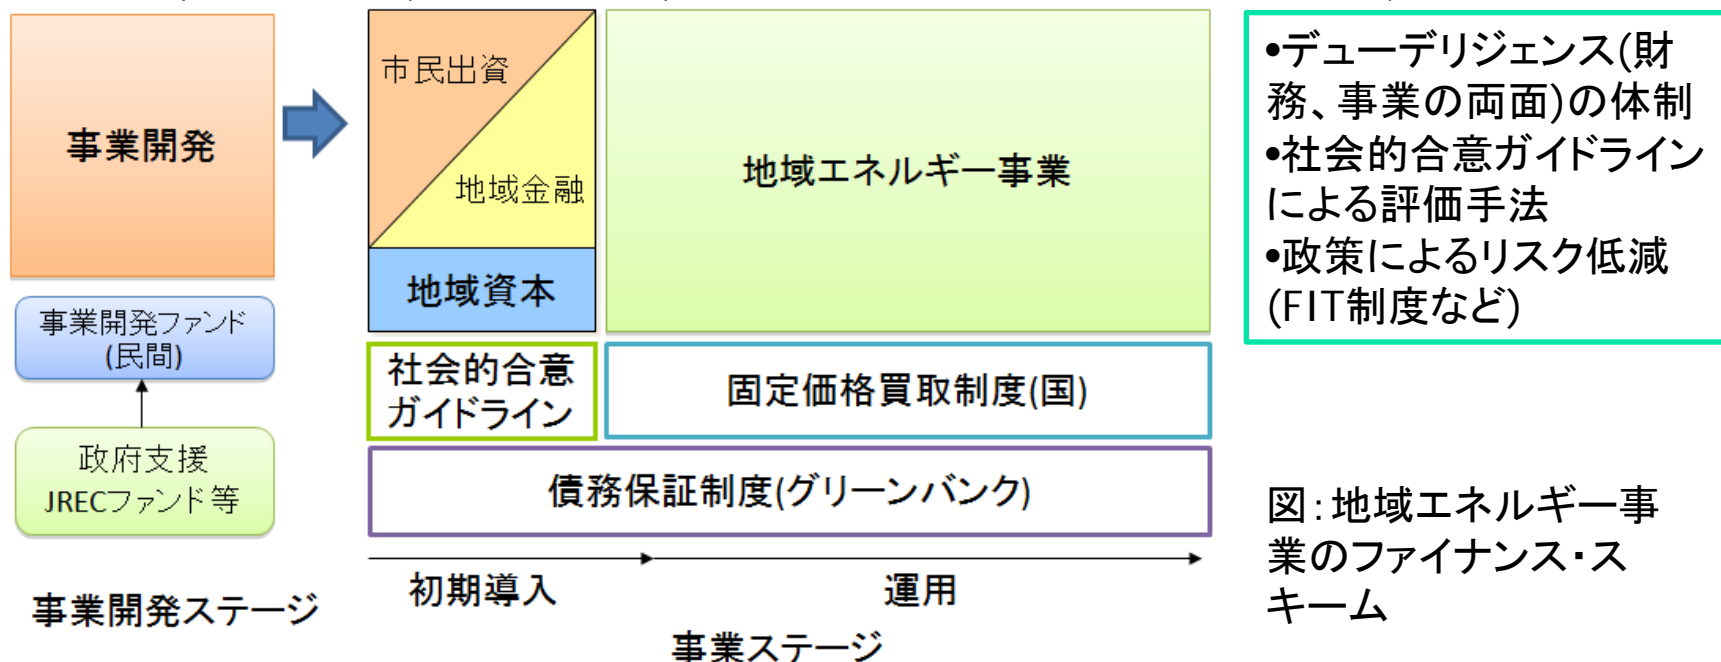 事業開発
事業開発ファンド
(民間)
政府支援
JRECファンド等
事業開発ステージ
市民出資
地域金融
地域資本
地域エネルギー事業
社会的合意
ガイドライン
固定価格買取制度(国)
債務保証制度(グリーンバンク)
初期導入
運用
事業ステージ
•デューデリジェンス(財
務、事業の両面)の体制
•社会的合意ガイドライン
による評価手法
•政策によるリスク低減
(FIT制度など)
図：地域エネルギー事
業のファイナンス・ス
キーム